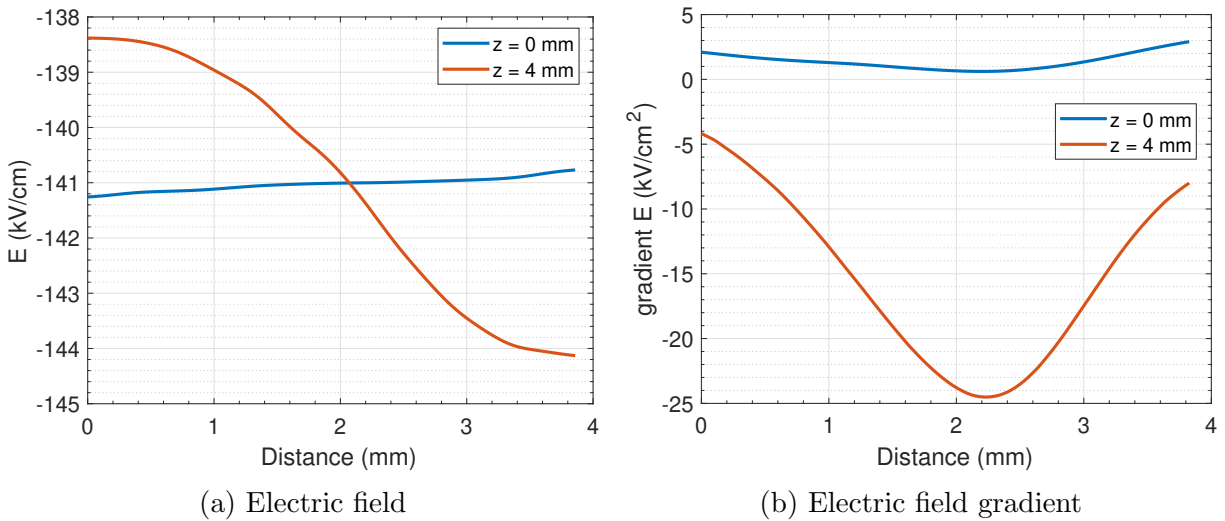 -138
-139
-140
-141
-142
-143
-144
-145
E (kV/cm)
z = 0 mm
z = 4 mm
0
1
2
3
4
Distance (mm)
(a) Electric field
5
0
-5
-10
-15
-20
-25
gradient E (kV/cm²)
z = 0 mm
z = 4 mm
0
1
2
3
4
Distance (mm)
(b) Electric field gradient